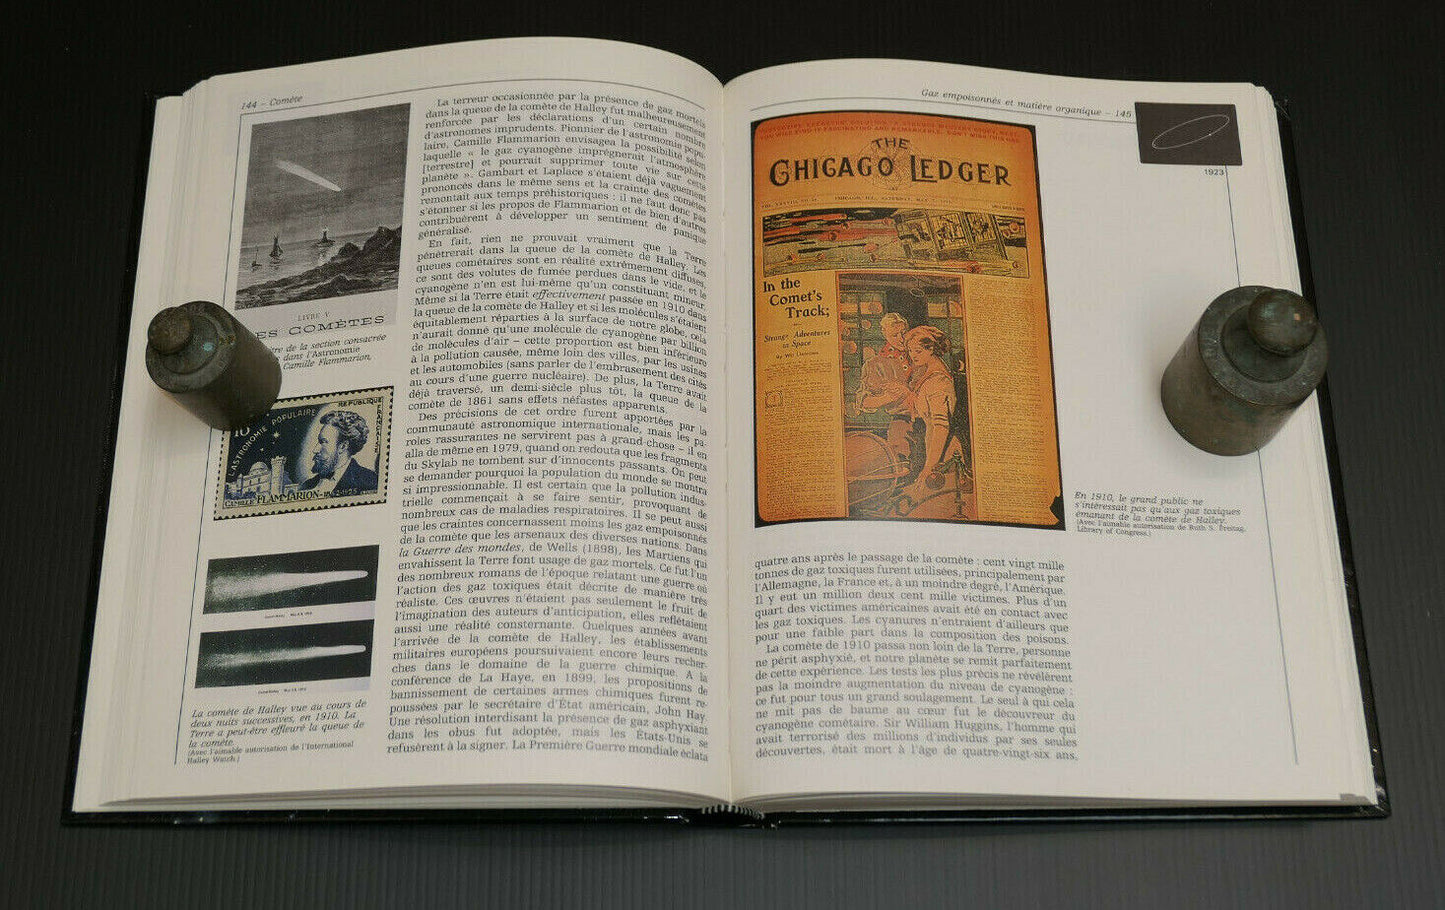 144 – Comète
LIVRE V
ES COMÈTES
re de la section consacrée
dans l'Astronomie
Camille Flammarion,
10
REPUBLIQUE
L'ASTRONOMIE POPULAIRE
CAMILLE FLAMMARION-1842-1925
La comète de Halley vue au cours de
deux nuits successives, en 1910. La
Terre a peut-être effleuré la queue de
la comète.
(Avec l'aimable autorisation de l'International
Halley Watch.)
La terreur occasionnée par la présence de gaz mortels
dans la queue de la comète de Halley fut malheureusement
renforcée par les déclarations d'un certain nombre
d'astronomes imprudents. Pionnier de l'astronomie popu-
laire, Camille Flammarion envisagea la possibilité selon
laquelle « le gaz cyanogène imprégnerait l'atmosphère
[terrestre] et pourrait supprimer toute vie sur cette
planète ». Gambart et Laplace s'étaient déjà vaguement
prononcés dans le même sens et la crainte des comètes
remontait aux temps préhistoriques : il ne faut donc pas
s'étonner si les propos de Flammarion et de bien d'autres
contribuèrent à développer un sentiment de panique
généralisé.
En fait, rien ne prouvait vraiment que la Terre
pénètrerait dans la queue de la comète de Halley. Les
queues cométaires sont en réalité extrêmement diffuses,
ce sont des volutes de fumée perdues dans le vide, et le
cyanogène n'en est lui-même qu'un constituant mineur.
Même si la Terre était effectivement passée en 1910 dans
la queue de la comète de Halley et si les molécules s'étaient
équitablement réparties à la surface de notre globe, cela
n'aurait donné qu'une molécule de cyanogène par billion
de molécules d'air – cette proportion est bien inférieure
à la pollution causée, même loin des villes, par les usines
et les automobiles (sans parler de l'embrasement des cités
au cours d'une guerre nucléaire). De plus, la Terre avait
déjà traversé, un demi-siècle plus tôt, la queue de la
comète de 1861 sans effets néfastes apparents.
Des précisions de cet ordre furent apportées par la
communauté astronomique internationale, mais les pa-
roles rassurantes ne servirent pas à grand-chose – il en
alla de même en 1979, quand on redouta que les fragments
du Skylab ne tombent sur d'innocents passants. On peut
se demander pourquoi la population du monde se montra
si impressionnable. Il est certain que la pollution indus-
trielle commençait à se faire sentir, provoquant de
nombreux cas de maladies respiratoires. Il se peut aussi
que les craintes concernassent moins les gaz empoisonnés
de la comète que les arsenaux des diverses nations. Dans
la Guerre des mondes, de Wells (1898), les Martiens qui
envahissent la Terre font usage de gaz mortels. Ce fut l'un
des nombreux romans de l'époque relatant une guerre où
l'action des gaz toxiques était décrite de manière très
réaliste. Ces œuvres n'étaient pas seulement le fruit de
l'imagination des auteurs d'anticipation, elles reflétaient
aussi une réalité consternante. Quelques années avant
l'arrivée de la comète de Halley, les établissements
militaires européens poursuivaient encore leurs recher-
ches dans le domaine de la guerre chimique. A la
conférence de La Haye, en 1899, les propositions de
bannissement de certaines armes chimiques furent re-
poussées par le secrétaire d'État américain, John Hay.
Une résolution interdisant la présence de gaz asphyxiant
dans les obus fut adoptée, mais les États-Unis se
refusèrent à la signer. La Première Guerre mondiale éclata
Gaz empoisonnés et matière organique – 145
1923
THE
CHICAGO LEDGER
In the
Comet's
Track;
Strange Adventures
in Space
En 1910, le grand public ne
s'intéressait pas qu'aux gaz toxiques
émanant de la comète de Halley.
(Avec l'aimable autorisation de Ruth S. Freitag,
Library of Congress.)
quatre ans après le passage de la comète : cent vingt mille
tonnes de gaz toxiques furent utilisées, principalement par
l'Allemagne, la France et, à un moindre degré, l'Amérique.
Il y eut un million deux cent mille victimes. Plus d'un
quart des victimes américaines avait été en contact avec
les gaz toxiques. Les cyanures n'entraient d'ailleurs que
pour une faible part dans la composition des poisons.
La comète de 1910 passa non loin de la Terre, personne
ne périt asphyxié, et notre planète se remit parfaitement
de cette expérience. Les tests les plus précis ne révélèrent
pas la moindre augmentation du niveau de cyanogène :
ce fut pour tous un grand soulagement. Le seul à qui cela
ne mit pas de baume au cœur fut le découvreur du
cyanogène cométaire. Sir William Huggins, l'homme qui
avait terrorisé des millions d'individus par ses seules
découvertes, était mort à l'âge de quatre-vingt-six ans,